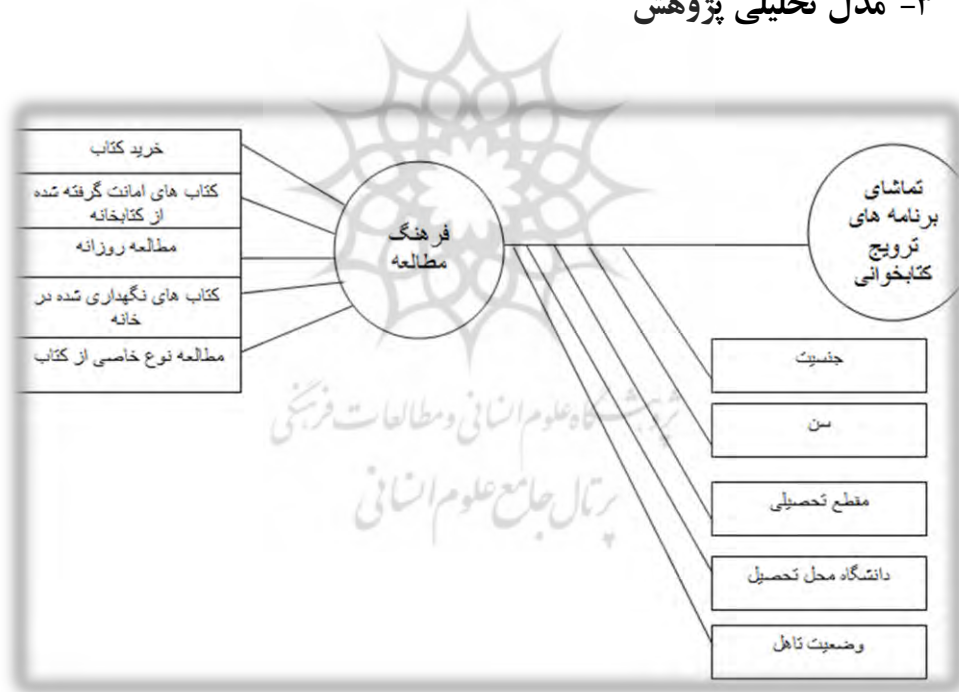 ۳- مدل تحلیلی پژوهش
تماشای
برنامه های
ترویج
کتابخوانی
فرهنگ
مطالعه
خرید کتاب
کتاب های امانت گرفته شده
از کتابخانه
مطالعه روزانه
کتاب های نگهداری شده در
خانه
مطالعه نوع خاصی از کتاب
جنسیت
سن
مقطع تحصیلی
دانشگاه محل تحصیل
وضعیت تاهل
پژوهشگاه علوم انسانی و مطالعات فرهنگی
پرتال جامع علوم انسانی